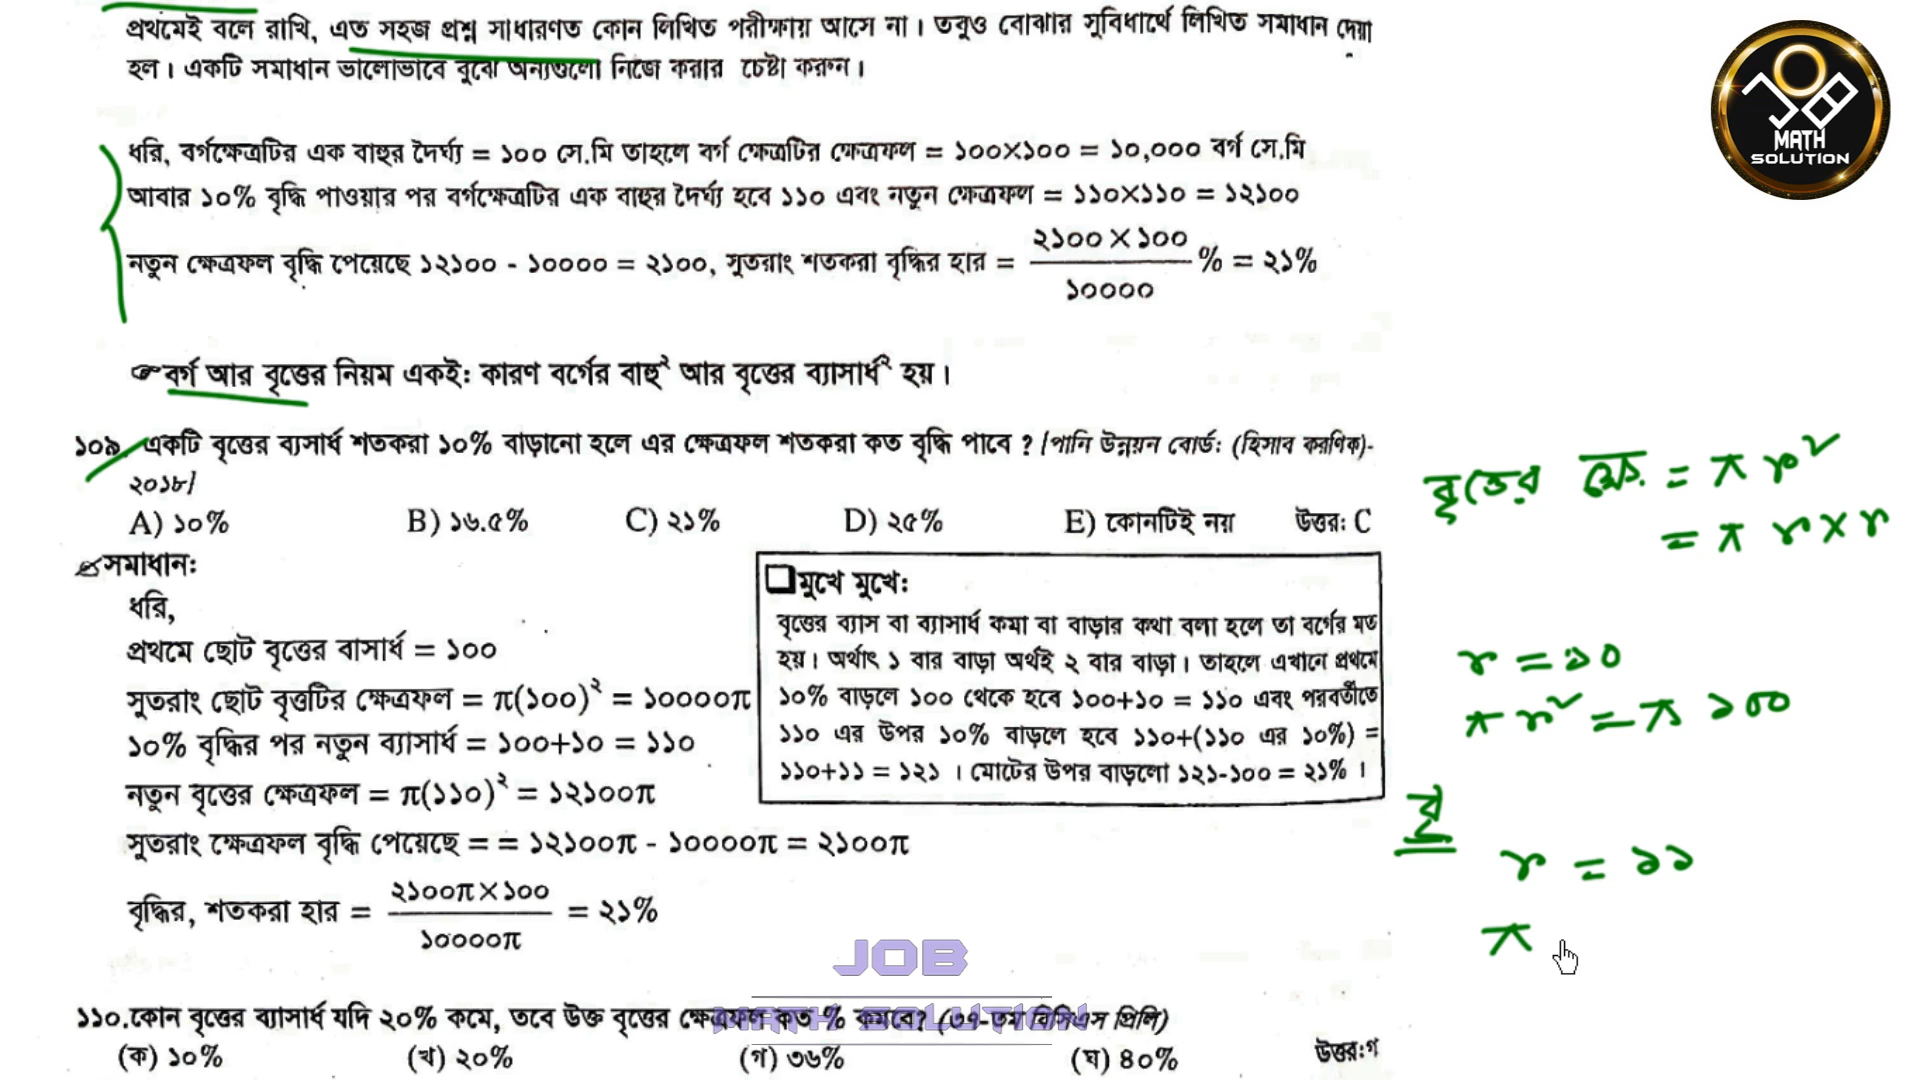 প্রথমেই বলে রাখি, এত সহজ প্রশ্ন সাধারণত কোন লিখিত পরীক্ষায় আসে না। তবুও বোঝার সুবিধার্থে লিখিত সমাধান দেয়া
হল। একটি সমাধান ভালোভাবে বুঝে অন্যগুলো নিজে করার চেষ্টা করুন।
ধরি, বর্গক্ষেত্রটির এক বাহুর দৈর্ঘ্য = ১০০ সে.মি তাহলে বর্গ ক্ষেত্রটির ক্ষেত্রফল = ১০০×১০০ = ১০,০০০ বর্গ সে.মি
আবার ১০% বৃদ্ধি পাওয়ার পর বর্গক্ষেত্রটির এক বাহুর দৈর্ঘ্য হবে ১১০ এবং নতুন ক্ষেত্রফল = ১১০×১১০ = ১২১০০
নতুন ক্ষেত্রফল বৃদ্ধি পেয়েছে ১২১০০ - ১০০০০ = ২১০০, সুতরাং শতকরা বৃদ্ধির হার = ২১০০×১০০ / ১০০০০ % = ২১%
☞বর্গ আর বৃত্তের নিয়ম একই: কারণ বর্গের বাহু² আর বৃত্তের ব্যাসার্ধ² হয়।
১০৯. একটি বৃত্তের ব্যসার্ধ শতকরা ১০% বাড়ানো হলে এর ক্ষেত্রফল শতকরা কত বৃদ্ধি পাবে ? [পানি উন্নয়ন বোর্ড: (হিসাব করণিক)-
২০১৮]
A) ১০% B) ১৬.৫% C) ২১% D) ২৫% E) কোনটিই নয় উত্তর: C
✍সমাধান:
ধরি,
প্রথমে ছোট বৃত্তের বাসার্ধ = ১০০
সুতরাং ছোট বৃত্তটির ক্ষেত্রফল = π(১০০)² = ১০০০০π
১০% বৃদ্ধির পর নতুন ব্যাসার্ধ = ১০০+১০ = ১১০
নতুন বৃত্তের ক্ষেত্রফল = π(১১০)² = ১২১০০π
সুতরাং ক্ষেত্রফল বৃদ্ধি পেয়েছে = = ১২১০০π - ১০০০০π = ২১০০π
বৃদ্ধির, শতকরা হার = ২১০০π×১০০ / ১০০০০π = ২১%
❑মুখে মুখে:
বৃত্তের ব্যাস বা ব্যাসার্ধ কমা বা বাড়ার কথা বলা হলে তা বর্গের মত
হয়। অর্থাৎ ১ বার বাড়া অর্থই ২ বার বাড়া। তাহলে এখানে প্রথমে
১০% বাড়লে ১০০ থেকে হবে ১০০+১০ = ১১০ এবং পরবর্তীতে
১১০ এর উপর ১০% বাড়লে হবে ১১০+(১১০ এর ১০%) =
১১০+১১ = ১২১ । মোটের উপর বাড়লো ১২১-১০০ = ২১% ।
১১০.কোন বৃত্তের ব্যাসার্ধ যদি ২০% কমে, তবে উক্ত বৃত্তের ক্ষেত্রফল কত % কমবে? (৩৭-তম বিসিএস প্রিলি)
(ক) ১০% (খ) ২০% (গ) ৩৬% (ঘ) ৪০% উত্তর:গ
বৃত্তের ক্ষে. = π r²
= π r × r
r = ১০
π r² = π ১০০
বৃ
r = ১১
π
JOB
MATH
SOLUTION
JOB
MATH SOLUTION